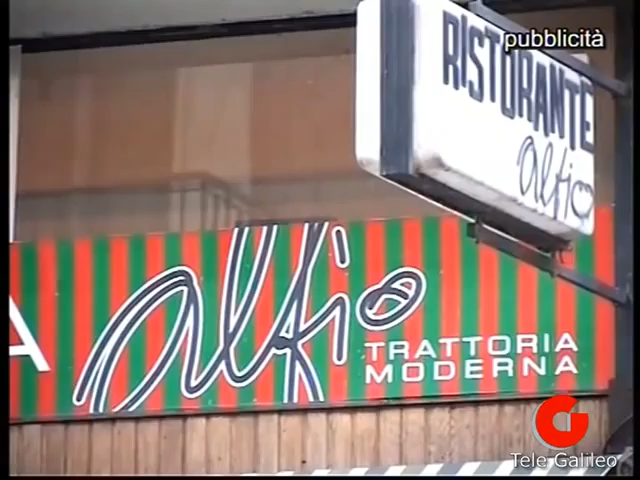 pubblicità
RISTORANTE
alfio
A
alfio
TRATTORIA
MODERNA
Tele Galileo